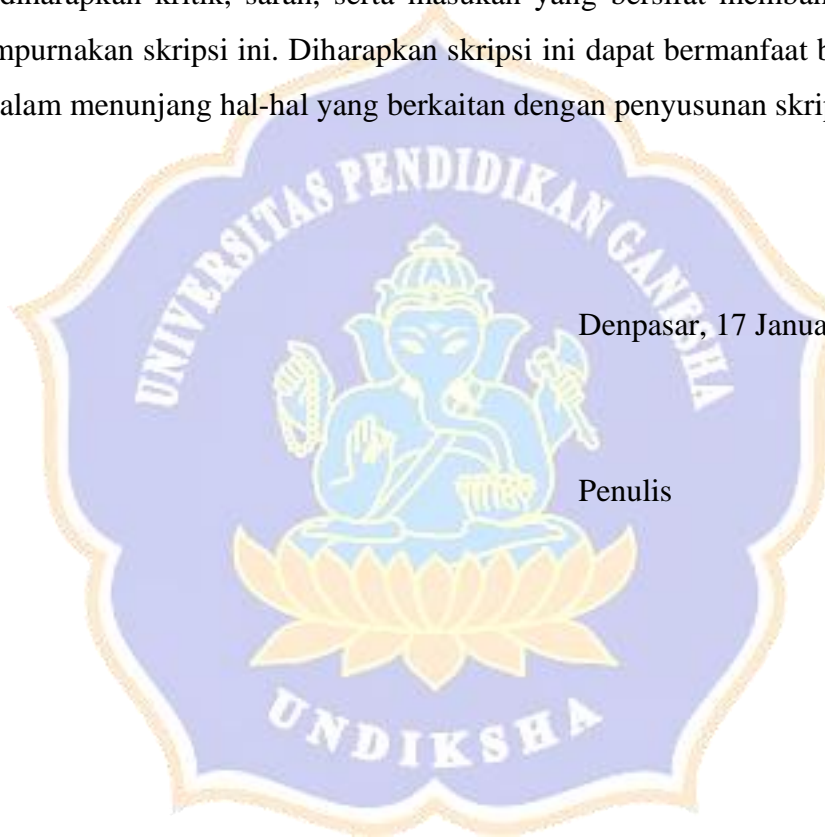 diharapkan kritik, saran, serta masukan yang bersifat memban
mpurnakan skripsi ini. Diharapkan skripsi ini dapat bermanfaat b
alam menunjang hal-hal yang berkaitan dengan penyusunan skrip
UNIVERSITAS PENDIDIKAN GANESHA
Denpasar, 17 Janua
Penulis
UNDIKSHA